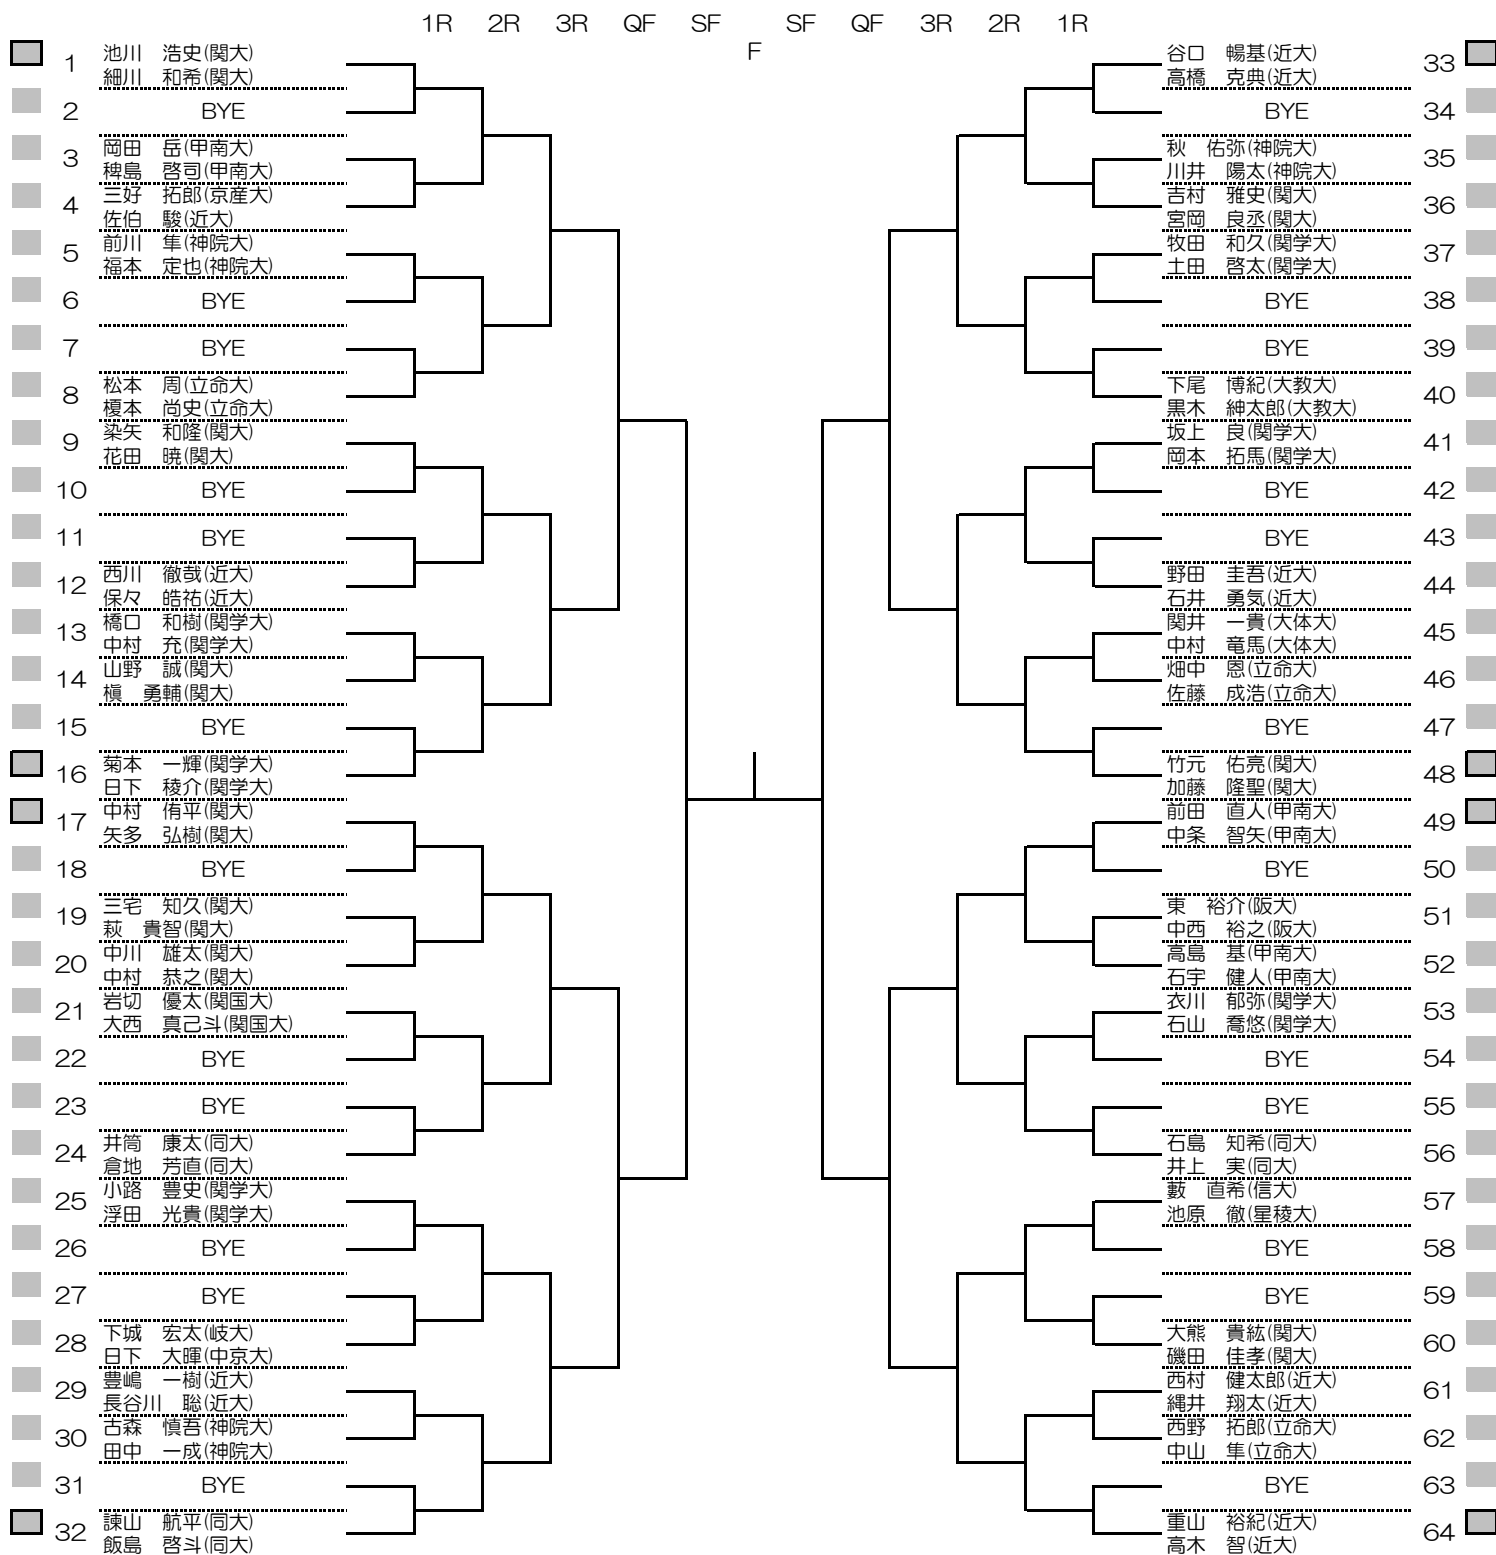 1R 2R 3R QF SF F SF QF 3R 2R 1R
1 池川 浩史(関大)
細川 和希(関大)
2 BYE
3 岡田 岳(甲南大)
稗島 啓司(甲南大)
4 三好 拓郎(京産大)
佐伯 駿(近大)
5 前川 隼(神院大)
福本 定也(神院大)
6 BYE
7 BYE
8 松本 周(立命大)
榎本 尚史(立命大)
9 染矢 和隆(関大)
花田 暁(関大)
10 BYE
11 BYE
12 西川 徹哉(近大)
保々 皓祐(近大)
13 橋口 和樹(関学大)
中村 充(関学大)
14 山野 誠(関大)
槇 勇輔(関大)
15 BYE
16 菊本 一輝(関学大)
日下 稜介(関学大)
17 中村 侑平(関大)
矢多 弘樹(関大)
18 BYE
19 三宅 知久(関大)
萩 貴智(関大)
20 中川 雄太(関大)
中村 恭之(関大)
21 岩切 優太(関国大)
大西 真己斗(関国大)
22 BYE
23 BYE
24 井筒 康太(同大)
倉地 芳直(同大)
25 小路 豊史(関学大)
浮田 光貴(関学大)
26 BYE
27 BYE
28 下城 宏太(岐大)
日下 大暉(中京大)
29 豊嶋 一樹(近大)
長谷川 聡(近大)
30 古森 慎吾(神院大)
田中 一成(神院大)
31 BYE
32 諫山 航平(同大)
飯島 啓斗(同大)
谷口 暢基(近大) 33
高橋 克典(近大)
BYE 34
秋 佑弥(神院大) 35
川井 陽太(神院大)
吉村 雅史(関大) 36
宮岡 良丞(関大)
牧田 和久(関学大) 37
土田 啓太(関学大)
BYE 38
BYE 39
下尾 博紀(大教大) 40
黒木 紳太郎(大教大)
坂上 良(関学大) 41
岡本 拓馬(関学大)
BYE 42
BYE 43
野田 圭吾(近大) 44
石井 勇気(近大)
関井 一貴(大体大) 45
中村 竜馬(大体大)
畑中 恩(立命大) 46
佐藤 成浩(立命大)
BYE 47
竹元 佑亮(関大) 48
加藤 隆聖(関大)
前田 直人(甲南大) 49
中条 智矢(甲南大)
BYE 50
東 裕介(阪大) 51
中西 裕之(阪大)
高島 基(甲南大) 52
石宇 健人(甲南大)
衣川 郁弥(関学大) 53
石山 喬悠(関学大)
BYE 54
BYE 55
石島 知希(同大) 56
井上 実(同大)
藪 直希(信大) 57
池原 徹(星稜大)
BYE 58
BYE 59
大熊 貴紘(関大) 60
磯田 佳孝(関大)
西村 健太郎(近大) 61
縄井 翔太(近大)
西野 拓郎(立命大) 62
中山 隼(立命大)
BYE 63
重山 裕紀(近大) 64
高木 智(近大)